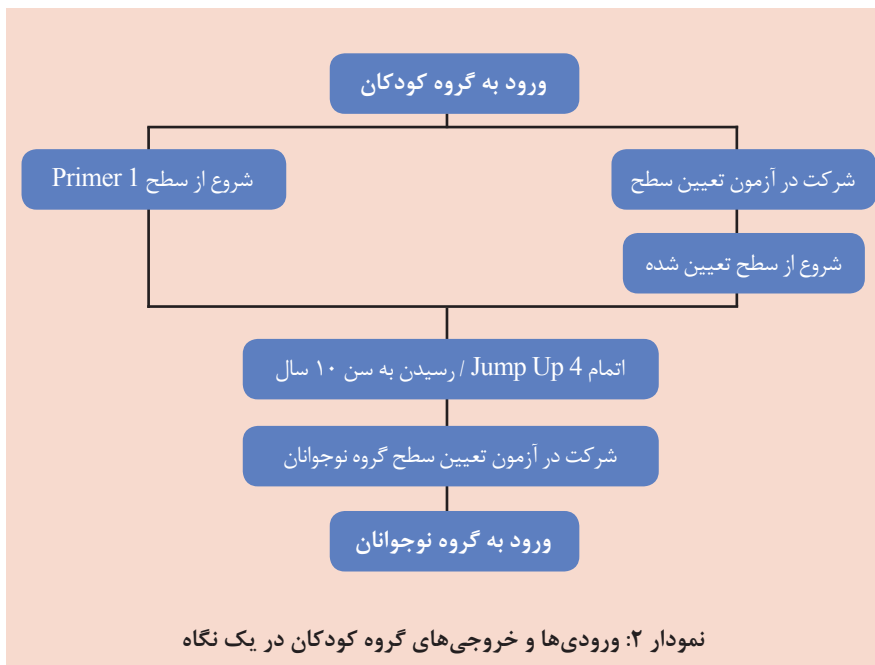 ورود به گروه کودکان
شرکت در آزمون تعیین سطح
شروع از سطح Primer 1
شروع از سطح تعیین شده
اتمام Jump Up 4 / رسیدن به سن ۱۰ سال
شرکت در آزمون تعیین سطح گروه نوجوانان
ورود به گروه نوجوانان
نمودار ۲: ورودی‌ها و خروجی‌های گروه کودکان در یک نگاه